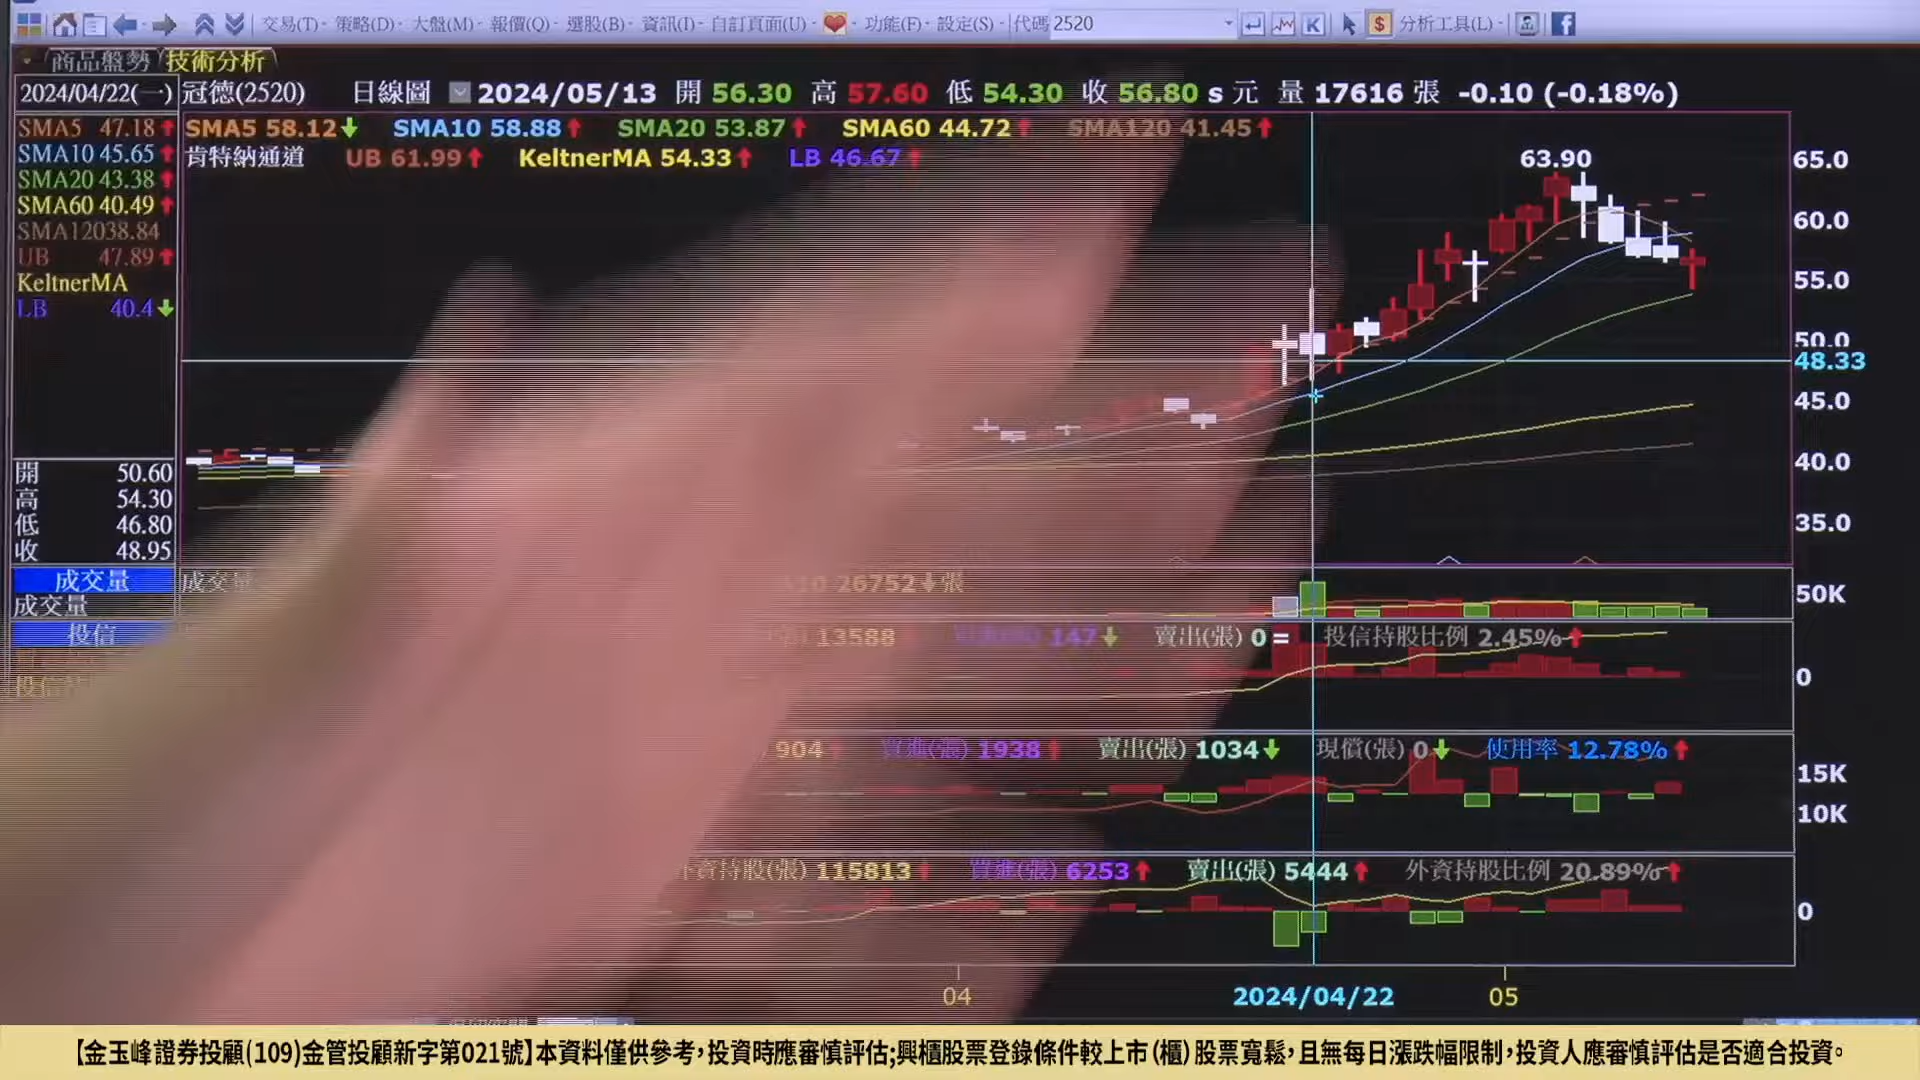 交易(T) 策略(D) 大盤(M) 報價(Q) 選股(B) 資訊(I) 自訂頁面(U) 功能(F) 設定(S) 代碼 2520 K $ 分析工具(L)
商品盤勢 技術分析
2024/04/22(一) 冠德(2520) 日線圖 2024/05/13 開 56.30 高 57.60 低 54.30 收 56.80 s 元 量 17616 張 -0.10 (-0.18%)
SMA5 47.18 SMA5 58.12 SMA10 58.88 SMA20 53.87 SMA60 44.72 SMA120 41.45
SMA10 45.65 肯特納通道 UB 61.99 KeltnerMA 54.33 LB 46.67
SMA20 43.38
SMA60 40.49
SMA12038.84
UB 47.89
KeltnerMA
LB 40.4
63.90
65.0
60.0
55.0
50.0
48.33
45.0
40.0
35.0
開 50.60
高 54.30
低 46.80
收 48.95
成交量 成交量 26752 張
成交量
50K
投信 13588 147 賣出(張) 0 = 投信持股比例 2.45%
0
904 買進(張) 1938 賣出(張) 1034 現償(張) 0 使用率 12.78%
15K
10K
外資持股(張) 115813 買進(張) 6253 賣出(張) 5444 外資持股比例 20.89%
0
04 2024/04/22 05
【金玉峰證券投顧(109)金管投顧新字第021號】本資料僅供參考,投資時應審慎評估;興櫃股票登錄條件較上市(櫃)股票寬鬆,且無每日漲跌幅限制,投資人應審慎評估是否適合投資。